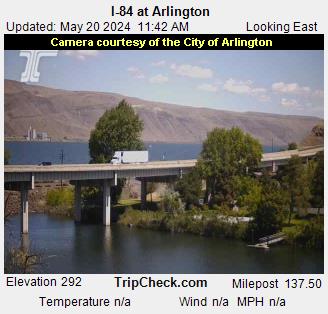 I-84 at Arlington
Updated: May 20 2024 11:42 AM Looking East
Camera courtesy of the City of Arlington
Elevation 292 TripCheck.com Milepost 137.50
Temperature n/a Wind n/a MPH n/a